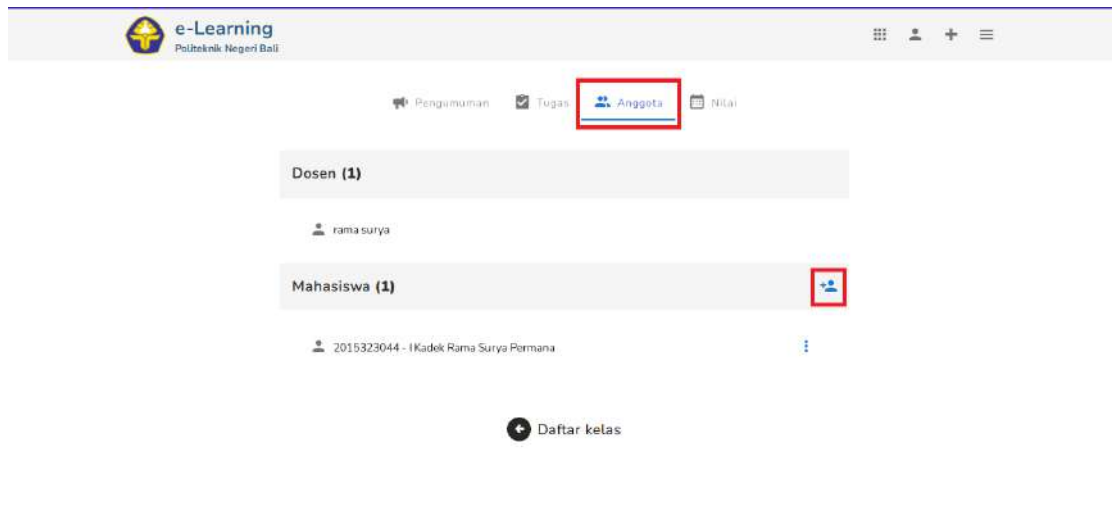 e-Learning
Politeknik Negeri Bali
Pengumuman Tugas Anggota Nilai
Dosen (1)
rama surya
Mahasiswa (1)
2015323044 - I Kadek Rama Surya Permana
Daftar kelas